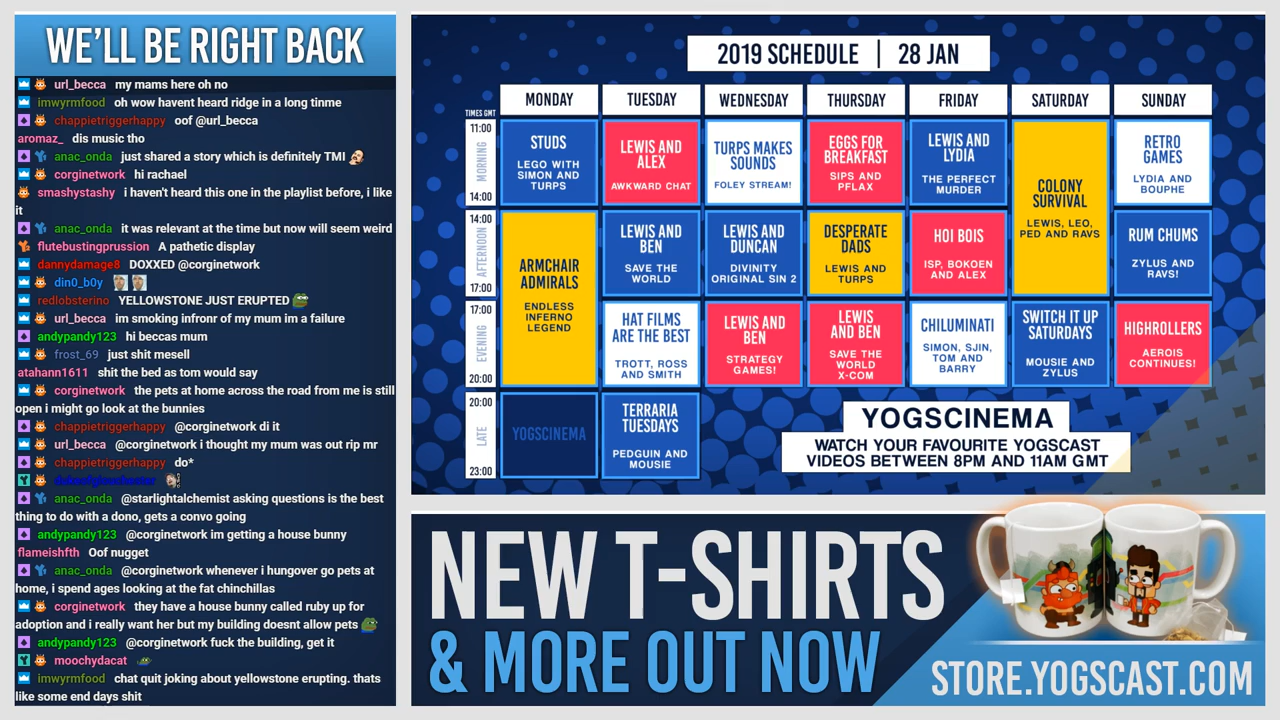 WE'LL BE RIGHT BACK
url_becca my mams here oh no
imwyrmfood oh wow havent heard ridge in a long tinme
chappietriggerhappy oof @url_becca
aromaz_ dis music tho
anac_onda just shared a story which is definitely TMI
corginetwork hi rachael
smashystashy i haven't heard this one in the playlist before, i like
it
anac_onda it was relevant at the time but now will seem weird
flutebustingprussion A pathetic display
dannydamage8 DOXXED @corginetwork
din0_b0y
redlobsterino YELLOWSTONE JUST ERUPTED
url_becca im smoking infronr of my mum im a failure
andypandy123 hi beccas mum
frost_69 just shit mesell
atahann1611 shit the bed as tom would say
corginetwork the pets at home across the road from me is still
open i might go look at the bunnies
chappietriggerhappy @corginetwork di it
url_becca @corginetwork i thought my mum was out rip mr
chappietriggerhappy do*
anac_onda @starlightalchemist asking questions is the best
thing to do with a dono, gets a convo going
andypandy123 @corginetwork im getting a house bunny
flameishfth Oof nugget
anac_onda @corginetwork whenever i hungover go pets at
home, i spend ages looking at the fat chinchillas
corginetwork they have a house bunny called ruby up for
adoption and i really want her but my building doesnt allow pets
andypandy123 @corginetwork fuck the building, get it
moochydacat
imwyrmfood chat quit joking about yellowstone erupting. thats
like some end days shit
2019 SCHEDULE | 28 JAN
TIMES GMT
MONDAY
TUESDAY
WEDNESDAY
THURSDAY
FRIDAY
SATURDAY
SUNDAY
11:00
MORNING
14:00
STUDS
LEGO WITH
SIMON AND
TURPS
LEWIS AND
ALEX
AWKWARD CHAT
TURPS MAKES
SOUNDS
FOLEY STREAM!
EGGS FOR
BREAKFAST
SIPS AND
PFLAX
LEWIS AND
LYDIA
THE PERFECT
MURDER
COLONY
SURVIVAL
LEWIS, LEO,
PED AND RAVS
RETRO
GAMES
LYDIA AND
BOUPHE
14:00
AFTERNOON
17:00
ARMCHAIR
ADMIRALS
ENDLESS
INFERNO
LEGEND
LEWIS AND
BEN
SAVE THE
WORLD
LEWIS AND
DUNCAN
DIVINITY
ORIGINAL SIN 2
DESPERATE
DADS
LEWIS AND
TURPS
HOI BOIS
ISP, BOKOEN
AND ALEX
RUM CHUMS
ZYLUS AND
RAVS!
17:00
EVENING
20:00
HAT FILMS
ARE THE BEST
TROTT, ROSS
AND SMITH
LEWIS AND
BEN
STRATEGY
GAMES!
LEWIS
AND BEN
SAVE THE
WORLD
X-COM
CHILUMINATI
SIMON, SJIN,
TOM AND
BARRY
SWITCH IT UP
SATURDAYS
MOUSIE AND
ZYLUS
HIGHROLLERS
AEROIS
CONTINUES!
20:00
LATE
23:00
YOGSCINEMA
TERRARIA
TUESDAYS
PEDGUIN AND
MOUSIE
YOGSCINEMA
WATCH YOUR FAVOURITE YOGSCAST
VIDEOS BETWEEN 8PM AND 11AM GMT
NEW T-SHIRTS
& MORE OUT NOW
STORE.YOGSCAST.COM